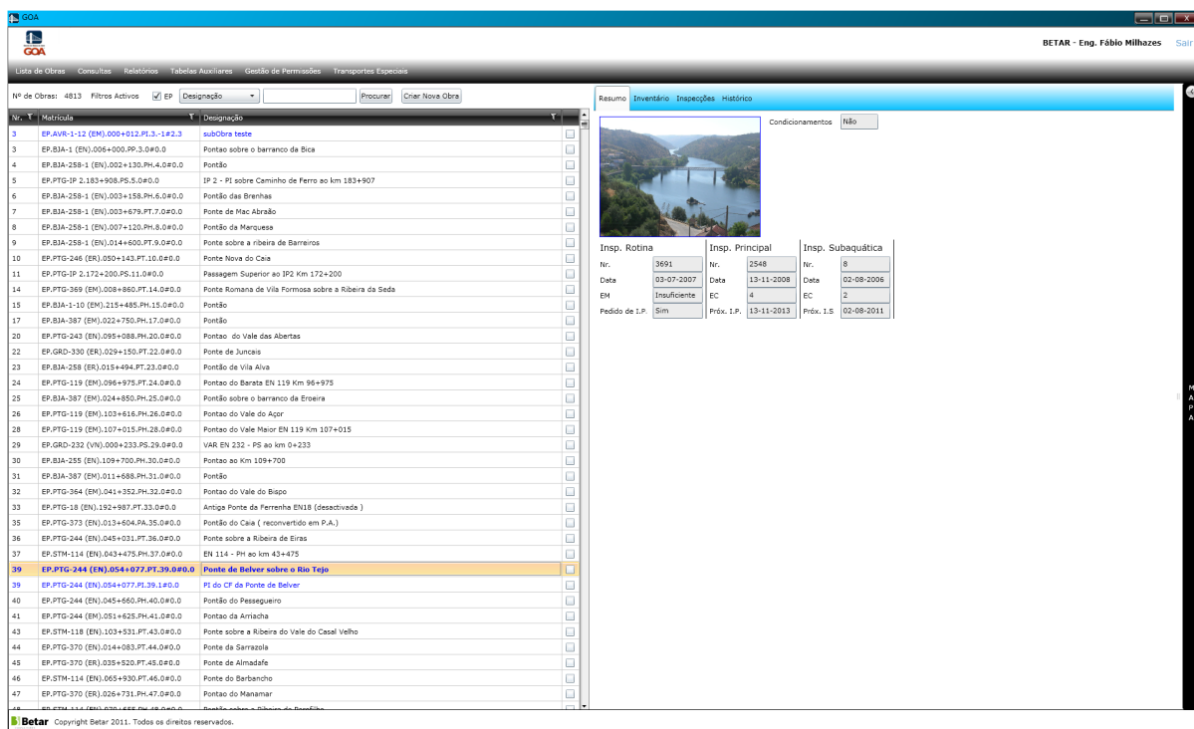 GOA
GOA
BETAR - Eng. Fábio Milhazes Sair
Lista de Obras Consultas Relatórios Tabelas Auxiliares Gestão de Permissões Transportes Especiais
Nº de Obras: 4813 Filtros Activos EP Designação Procurar Criar Nova Obra
Nr. Matrícula Designação
3 EP.AVR-1-12 (EM).000+012.PI.3.-1#2.3 subObra teste
3 EP.BJA-1 (EN).006+000.PP.3.0#0.0 Pontao sobre o barranco da Bica
4 EP.BJA-258-1 (EN).002+130.PH.4.0#0.0 Pontão
5 EP.PTG-IP 2.183+908.PS.5.0#0.0 IP 2 - PI sobre Caminho de Ferro ao km 183+907
6 EP.BJA-258-1 (EN).003+158.PH.6.0#0.0 Pontão das Brenhas
7 EP.BJA-258-1 (EN).003+679.PT.7.0#0.0 Ponte de Mac Abraão
8 EP.BJA-258-1 (EN).007+120.PH.8.0#0.0 Pontão da Marquesa
9 EP.BJA-258-1 (EN).014+600.PT.9.0#0.0 Ponte sobre a ribeira de Barreiros
10 EP.PTG-246 (ER).050+143.PT.10.0#0.0 Ponte Nova do Caia
11 EP.PTG-IP 2.172+200.PS.11.0#0.0 Passagem Superior ao IP2 Km 172+200
14 EP.PTG-369 (EM).008+860.PT.14.0#0.0 Ponte Romana de Vila Formosa sobre a Ribeira da Seda
15 EP.BJA-1-10 (EM).215+485.PH.15.0#0.0 Pontão
17 EP.BJA-387 (EM).022+750.PH.17.0#0.0 Pontão
20 EP.PTG-243 (EN).095+088.PH.20.0#0.0 Pontao do Vale das Abertas
22 EP.GRD-330 (ER).029+150.PT.22.0#0.0 Ponte de Juncais
23 EP.BJA-258 (ER).015+494.PT.23.0#0.0 Pontão de Vila Alva
24 EP.PTG-119 (EM).096+975.PT.24.0#0.0 Pontao do Barata EN 119 Km 96+975
25 EP.BJA-387 (EM).024+850.PH.25.0#0.0 Pontão sobre o barranco da Eroeira
26 EP.PTG-119 (EM).103+616.PH.26.0#0.0 Pontao do Vale do Açor
28 EP.PTG-119 (EM).107+015.PH.28.0#0.0 Pontao do Vale Maior EN 119 Km 107+015
29 EP.GRD-232 (VN).000+233.PS.29.0#0.0 VAR EN 232 - PS ao km 0+233
30 EP.BJA-255 (EN).109+700.PH.30.0#0.0 Pontao ao Km 109+700
31 EP.BJA-387 (EM).011+688.PH.31.0#0.0 Pontão
32 EP.PTG-364 (EM).041+352.PH.32.0#0.0 Pontao do Vale do Bispo
33 EP.PTG-18 (EN).192+987.PT.33.0#0.0 Antiga Ponte da Ferrenha EN18 (desactivada )
35 EP.PTG-373 (EN).013+604.PA.35.0#0.0 Pontão do Caia ( reconvertido em P.A.)
36 EP.PTG-244 (EN).045+031.PT.36.0#0.0 Ponte sobre a Ribeira de Eiras
37 EP.STM-114 (EN).043+475.PH.37.0#0.0 EN 114 - PH ao km 43+475
39 EP.PTG-244 (EN).054+077.PT.39.0#0.0 Ponte de Belver sobre o Rio Tejo
39 EP.PTG-244 (EN).054+077.PI.39.1#0.0 PI do CF da Ponte de Belver
40 EP.PTG-244 (EN).045+660.PH.40.0#0.0 Pontão do Pessegueiro
41 EP.PTG-244 (EM).051+625.PH.41.0#0.0 Pontao da Arriacha
43 EP.STM-118 (EN).103+531.PT.43.0#0.0 Ponte sobre a Ribeira do Vale do Casal Velho
44 EP.PTG-370 (EN).014+083.PT.44.0#0.0 Ponte da Sarrazola
45 EP.PTG-370 (ER).035+520.PT.45.0#0.0 Ponte de Almadafe
46 EP.STM-114 (EN).065+930.PT.46.0#0.0 Ponte do Barbancho
47 EP.PTG-370 (ER).026+731.PH.47.0#0.0 Pontao do Manamar
Resumo Inventário Inspecções Histórico
Condicionamentos Não
Insp. Rotina Insp. Principal Insp. Subaquática
Nr. 3691 Nr. 2548 Nr. 8
Data 03-07-2007 Data 13-11-2008 Data 02-08-2006
EM Insuficiente EC 4 EC 2
Pedido de I.P. Sim Próx. I.P. 13-11-2013 Próx. I.S 02-08-2011
M
A
P
A
Betar Copyright Betar 2011. Todos os direitos reservados.